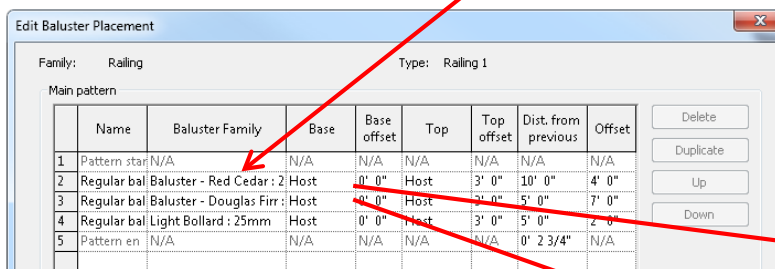 Edit Baluster Placement
Family: Railing Type: Railing 1
Main pattern
Name Baluster Family Base Base offset Top Top offset Dist. from previous Offset
1 Pattern star N/A N/A N/A N/A N/A N/A N/A
2 Regular bal Baluster - Red Cedar : 2 Host 0' 0" Host 3' 0" 10' 0" 4' 0"
3 Regular bal Baluster - Douglas Firr : Host 0' 0" Host 3' 0" 5' 0" 7' 0"
4 Regular bal Light Bollard : 25mm Host 0' 0" Host 3' 0" 5' 0" 2' 0"
5 Pattern en N/A N/A N/A N/A N/A 0' 2 3/4" N/A
Delete
Duplicate
Up
Down